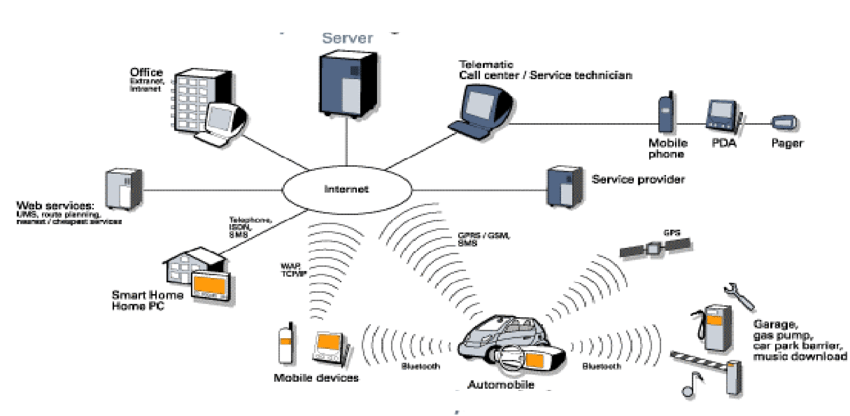 Server
Office
Extranet,
Intranet
Telematic
Call center / Service technician
Mobile
phone
PDA
Pager
Internet
Service provider
Web services:
UMS, route planning,
nearest / cheapest services
Telephone,
ISDN,
SMS
GPRS / GSM,
SMS
GPS
WAP,
TCP/IP
Smart Home
Home PC
Garage,
gas pump,
car park barrier,
music download
Bluetooth
Bluetooth
Mobile devices
Automobile